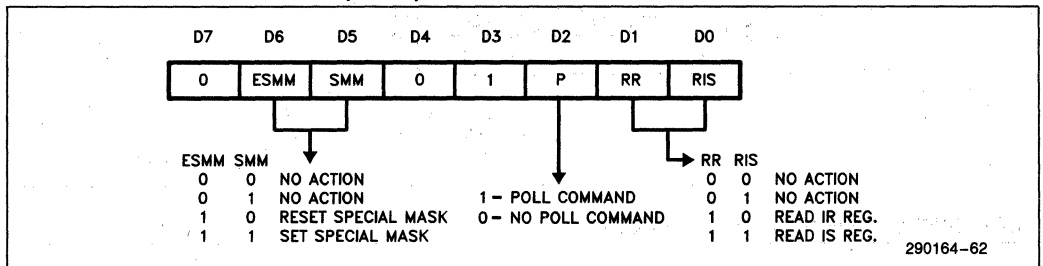 D7 D6 D5 D4 D3 D2 D1 D0
0 ESMM SMM 0 1 P RR RIS
ESMM SMM
0 0 NO ACTION
0 1 NO ACTION
1 0 RESET SPECIAL MASK
1 1 SET SPECIAL MASK
1 – POLL COMMAND
0 – NO POLL COMMAND
RR RIS
0 0 NO ACTION
0 1 NO ACTION
1 0 READ IR REG.
1 1 READ IS REG.
290164–62